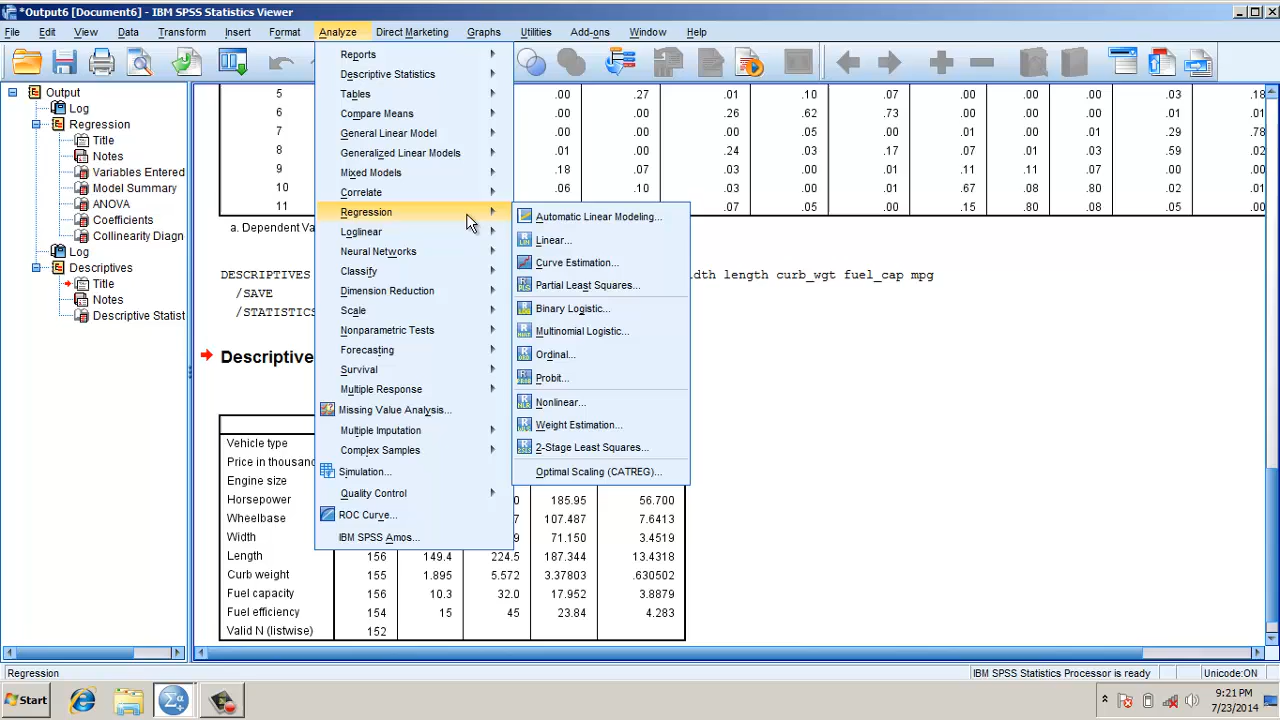 *Output6 [Document6] - IBM SPSS Statistics Viewer
File Edit View Data Transform Insert Format Analyze Direct Marketing Graphs Utilities Add-ons Window Help
Output
Log
Regression
Title
Notes
Variables Entered
Model Summary
ANOVA
Coefficients
Collinearity Diagn
Log
Descriptives
Title
Notes
Descriptive Statist
Reports
Descriptive Statistics
Tables
Compare Means
General Linear Model
Generalized Linear Models
Mixed Models
Correlate
Regression
Loglinear
Neural Networks
Classify
Dimension Reduction
Scale
Nonparametric Tests
Forecasting
Survival
Multiple Response
Missing Value Analysis...
Multiple Imputation
Complex Samples
Simulation...
Quality Control
ROC Curve...
IBM SPSS Amos...
Automatic Linear Modeling...
Linear...
Curve Estimation...
Partial Least Squares...
Binary Logistic...
Multinomial Logistic...
Ordinal...
Probit...
Nonlinear...
Weight Estimation...
2-Stage Least Squares...
Optimal Scaling (CATREG)...
5 .00 .27 .01 .10 .07 .00 .00 .00 .03 .18
6 .00 .00 .26 .62 .73 .00 .00 .00 .01 .01
7 .00 .00 .00 .05 .00 .01 .00 .01 .29 .78
8 .01 .00 .24 .03 .17 .07 .01 .03 .59 .02
9 .18 .07 .03 .00 .01 .11 .11 .07 .00 .01
10 .06 .10 .03 .00 .01 .67 .08 .80 .02 .01
11 .07 .05 .00 .15 .80 .08 .05 .01
a. Dependent Va
DESCRIPTIVES dth length curb_wgt fuel_cap mpg
/SAVE
/STATISTICS
Descriptive
Vehicle type
Price in thousan
Engine size
Horsepower 0 185.95 56.700
Wheelbase 7 107.487 7.6413
Width 9 71.150 3.4519
Length 156 149.4 224.5 187.344 13.4318
Curb weight 155 1.895 5.572 3.37803 .630502
Fuel capacity 156 10.3 32.0 17.952 3.8879
Fuel efficiency 154 15 45 23.84 4.283
Valid N (listwise) 152
Regression IBM SPSS Statistics Processor is ready Unicode:ON
Start 9:21 PM
7/23/2014